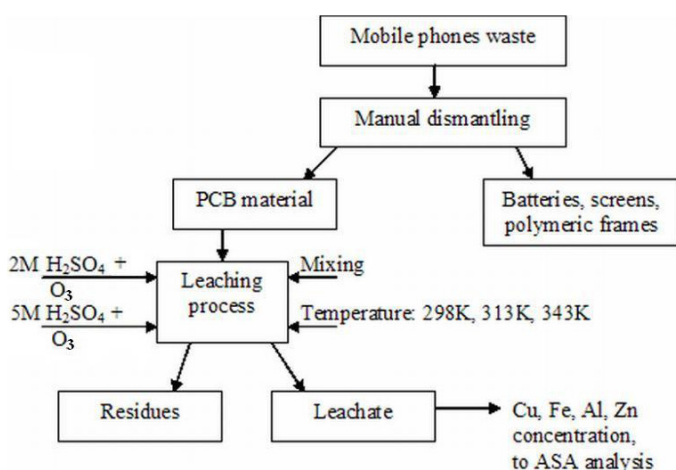 Mobile phones waste
Manual dismantling
PCB material
Batteries, screens,
polymeric frames
2M H₂SO₄ +
O₃
Mixing
Leaching
process
5M H₂SO₄ +
O₃
Temperature: 298K, 313K, 343K
Residues
Leachate
Cu, Fe, Al, Zn
concentration,
to ASA analysis